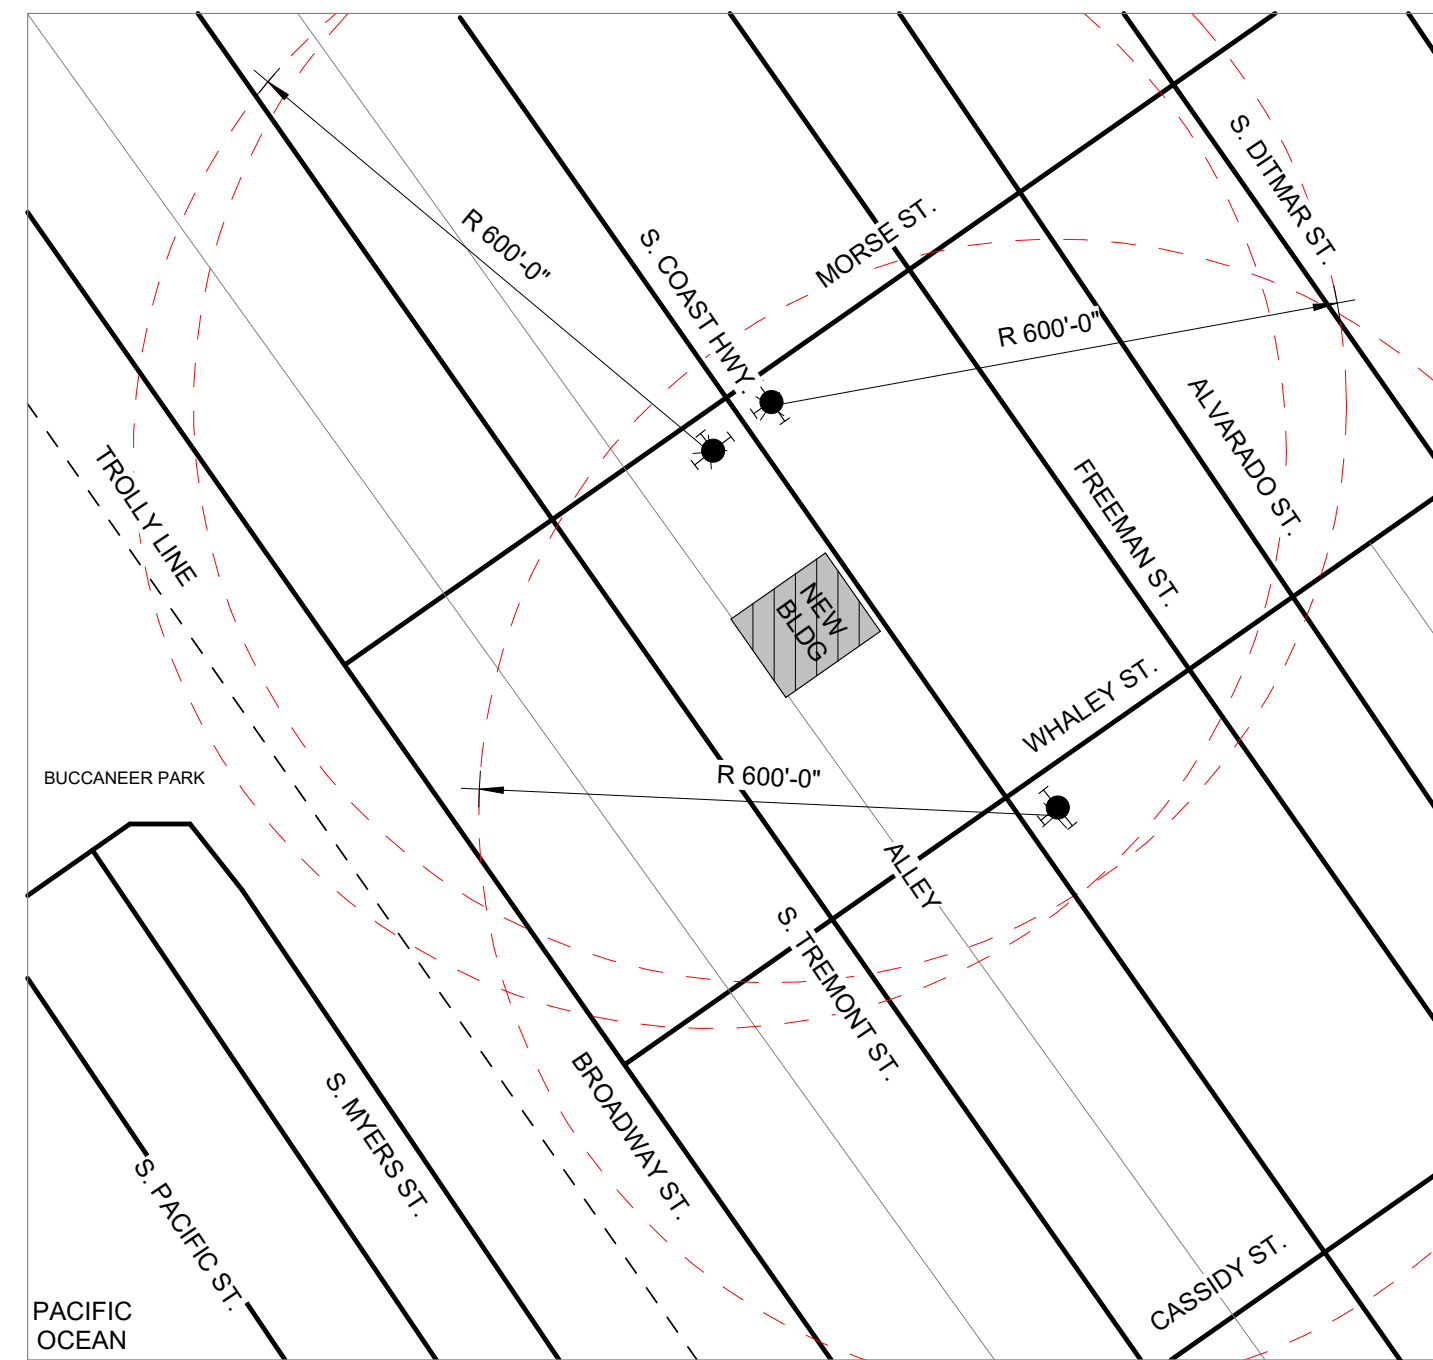 S. DITMAR ST.
MORSE ST.
R 600'-0"
S. COAST HWY.
R 600'-0"
ALVARADO ST.
TROLLY LINE
FREEMAN ST.
NEW
BLDG
WHALEY ST.
BUCCANEER PARK
R 600'-0"
ALLEY
S. TREMONT ST.
BROADWAY ST.
S. MYERS ST.
S. PACIFIC ST.
CASSIDY ST.
PACIFIC
OCEAN